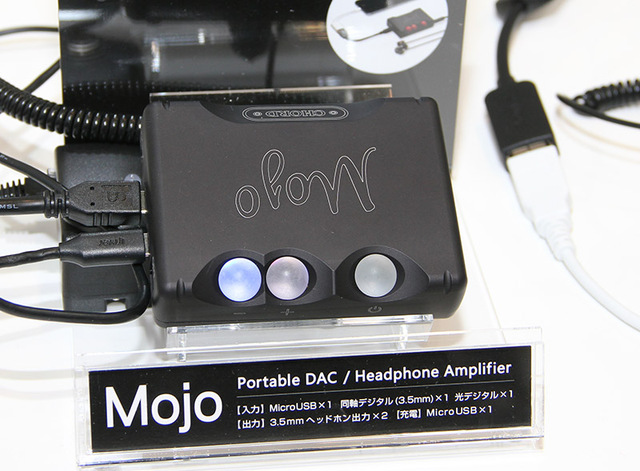 CHORD
Mojo
− + 
Mojo
Portable DAC / Headphone Amplifier
【入力】MicroUSB×1 同軸デジタル(3.5mm)×1 光デジタル×1
【出力】3.5mmヘッドホン出力×2 【充電】MicroUSB×1